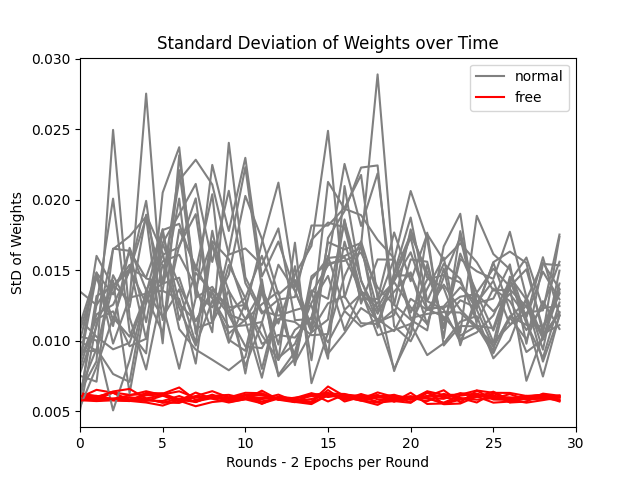 Standard Deviation of Weights over Time
0.030
0.025
0.020
0.015
0.010
0.005
StD of Weights
normal
free
0 5 10 15 20 25 30
Rounds - 2 Epochs per Round